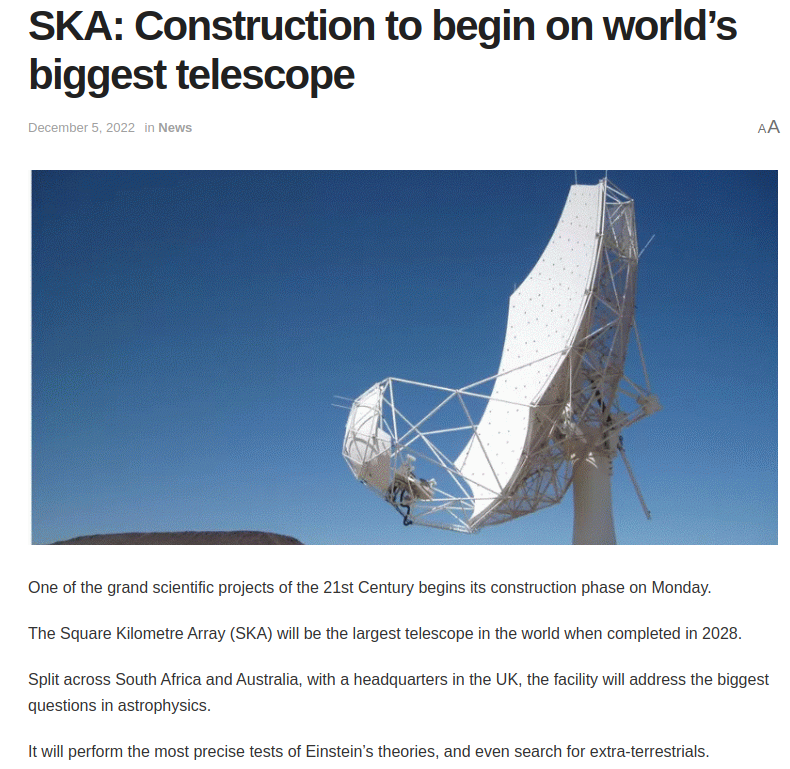 SKA: Construction to begin on world’s
biggest telescope
December 5, 2022 in News
AA
One of the grand scientific projects of the 21st Century begins its construction phase on Monday.
The Square Kilometre Array (SKA) will be the largest telescope in the world when completed in 2028.
Split across South Africa and Australia, with a headquarters in the UK, the facility will address the biggest
questions in astrophysics.
It will perform the most precise tests of Einstein’s theories, and even search for extra-terrestrials.